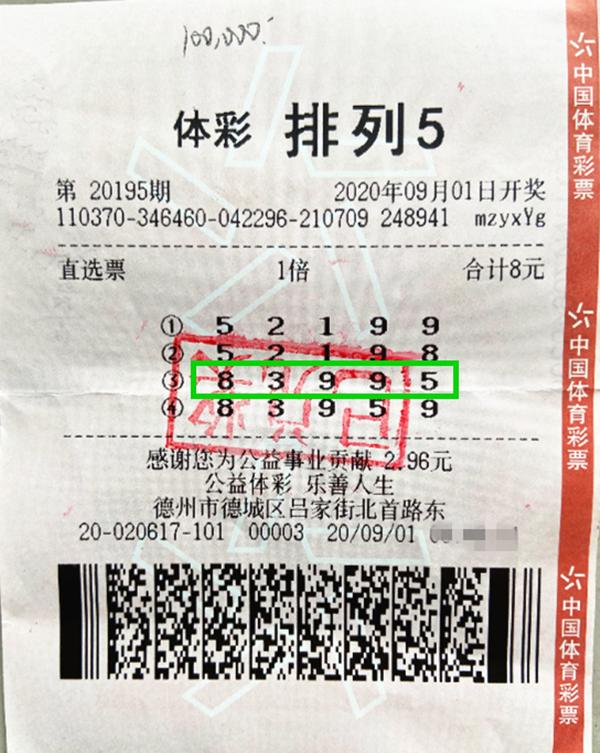 100,000.
体彩 排列5
第 20195期 2020年09月01日开奖
110370-346460-042296-210709 248941 mzyxYg
直选票 1倍 合计8元
① 5 2 1 9 9
② 5 2 1 9 8
③ 8 3 9 9 5
④ 8 3 9 5 9
感谢您为公益事业贡献 2.96元
公益体彩 乐善人生
德州市德城区吕家街北首路东
20-020617-101 00003 20/09/01
中国体育彩票
中国体育彩票
中国体育彩票